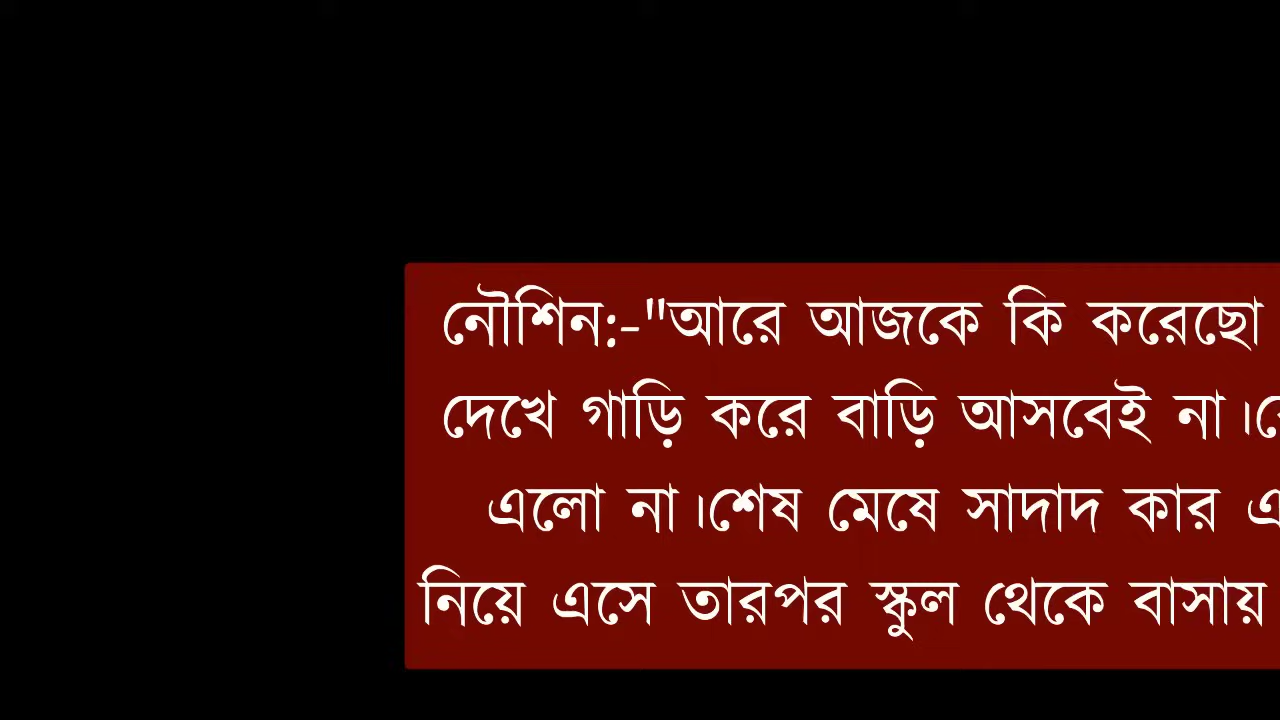 নৌশিন:-"আরে আজকে কি করেছো
দেখে গাড়ি করে বাড়ি আসবেই না।
এলো না।শেষ মেষে সাদাদ কার
নিয়ে এসে তারপর স্কুল থেকে বাসায়